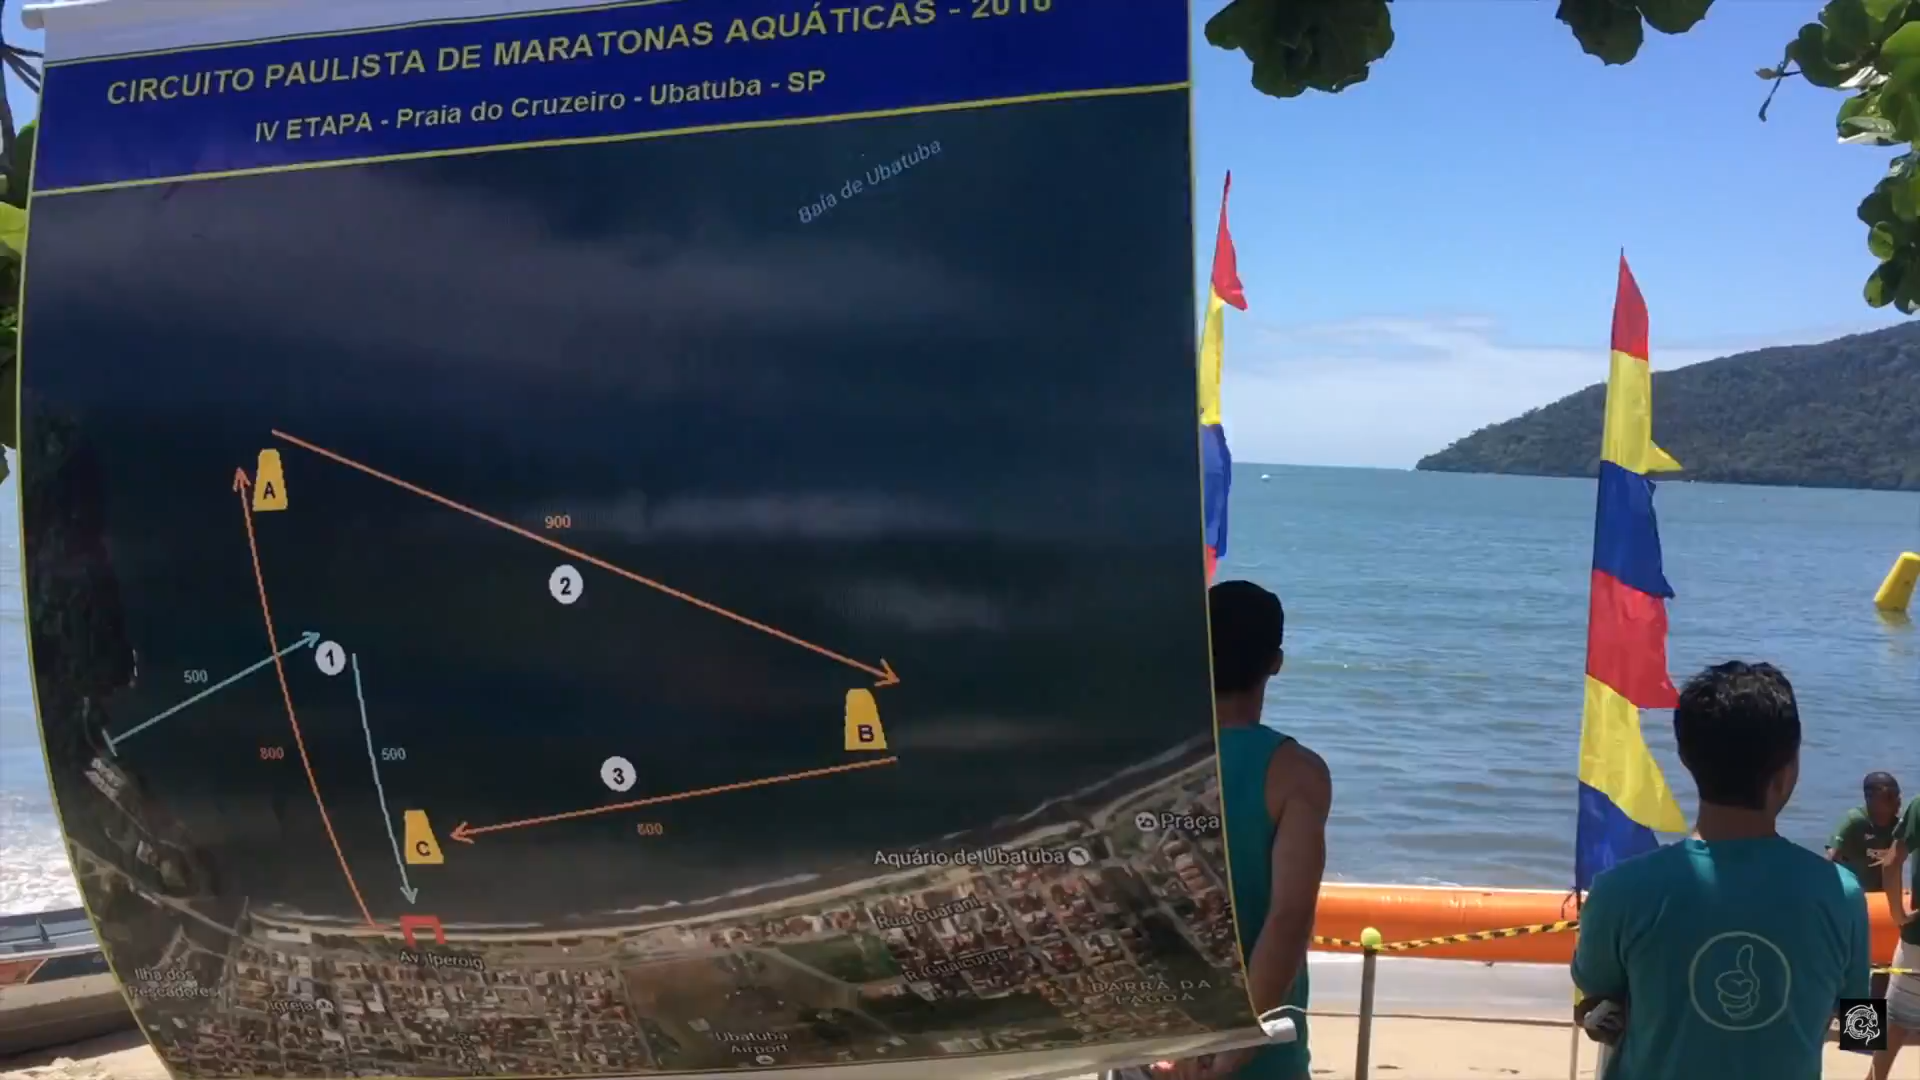 CIRCUITO PAULISTA DE MARATONAS AQUÁTICAS - 2016
IV ETAPA - Praia do Cruzeiro - Ubatuba - SP
Baía de Ubatuba
A
900
2
1
500
B
800
500
3
600
C
Praça
Aquário de Ubatuba
Rua Guarani
Av. Iperoig
R Guaicurus
Ilha dos
Pescadores
Igreja
BARRA DA
LAGOA
Ubatuba
Airport